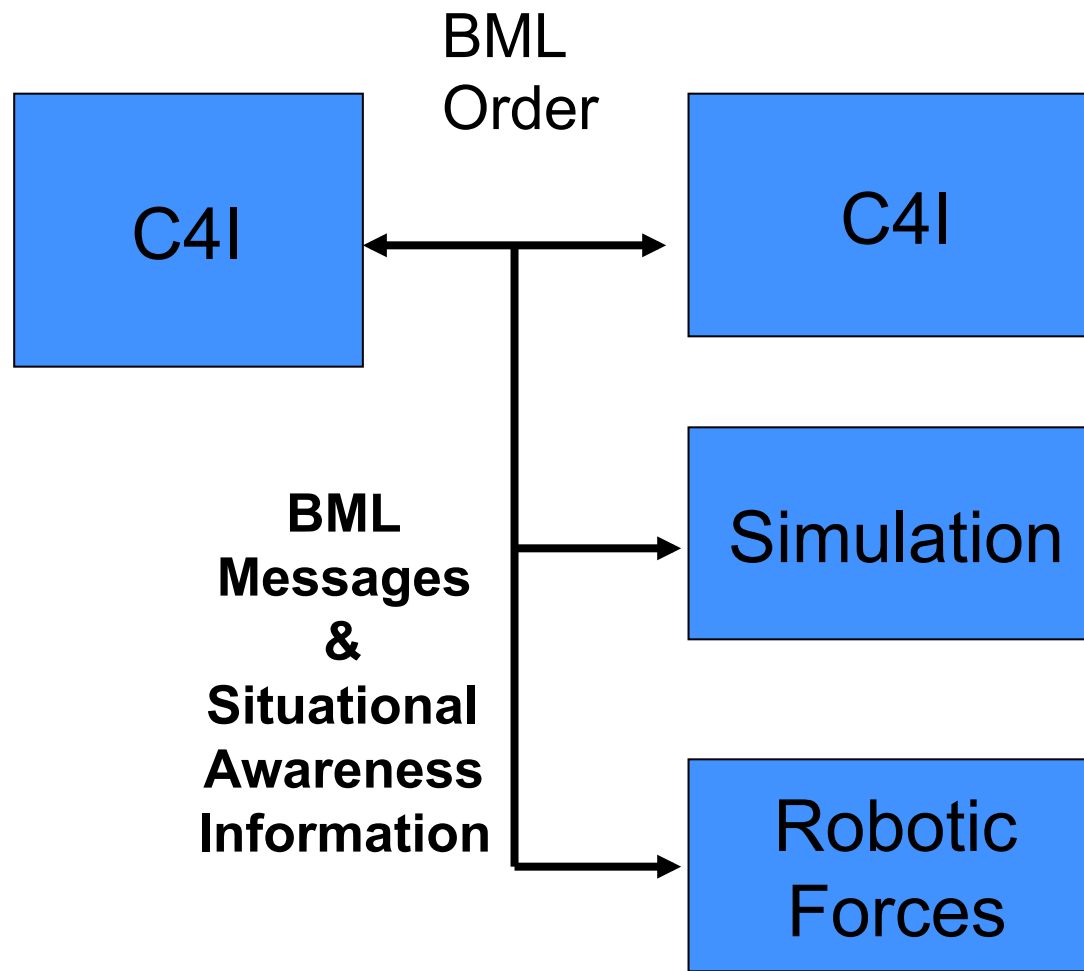 BML
Order
C4I
C4I
Simulation
BML
Messages
&
Situational
Awareness
Information
Robotic
Forces